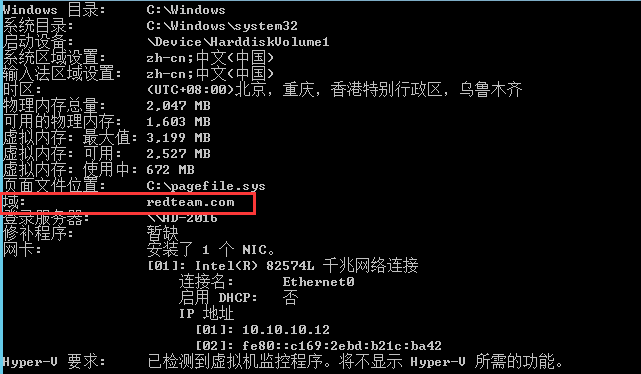 Windows 目录: C:\Windows
系统目录: C:\Windows\system32
启动设备: \Device\HarddiskVolume1
系统区域设置: zh-cn;中文(中国)
输入法区域设置: zh-cn;中文(中国)
时区: (UTC+08:00)北京，重庆，香港特别行政区，乌鲁木齐
物理内存总量: 2,047 MB
可用的物理内存: 1,603 MB
虚拟内存: 最大值: 3,199 MB
虚拟内存: 可用: 2,527 MB
虚拟内存: 使用中: 672 MB
页面文件位置: C:\pagefile.sys
域: redteam.com
登录服务器: \\AD-2016
修补程序: 暂缺
网卡: 安装了 1 个 NIC。
[01]: Intel(R) 82574L 千兆网络连接
连接名: Ethernet0
启用 DHCP: 否
IP 地址
[01]: 10.10.10.12
[02]: fe80::c169:2ebd:b21c:ba42
Hyper-V 要求: 已检测到虚拟机监控程序。将不显示 Hyper-V 所需的功能。